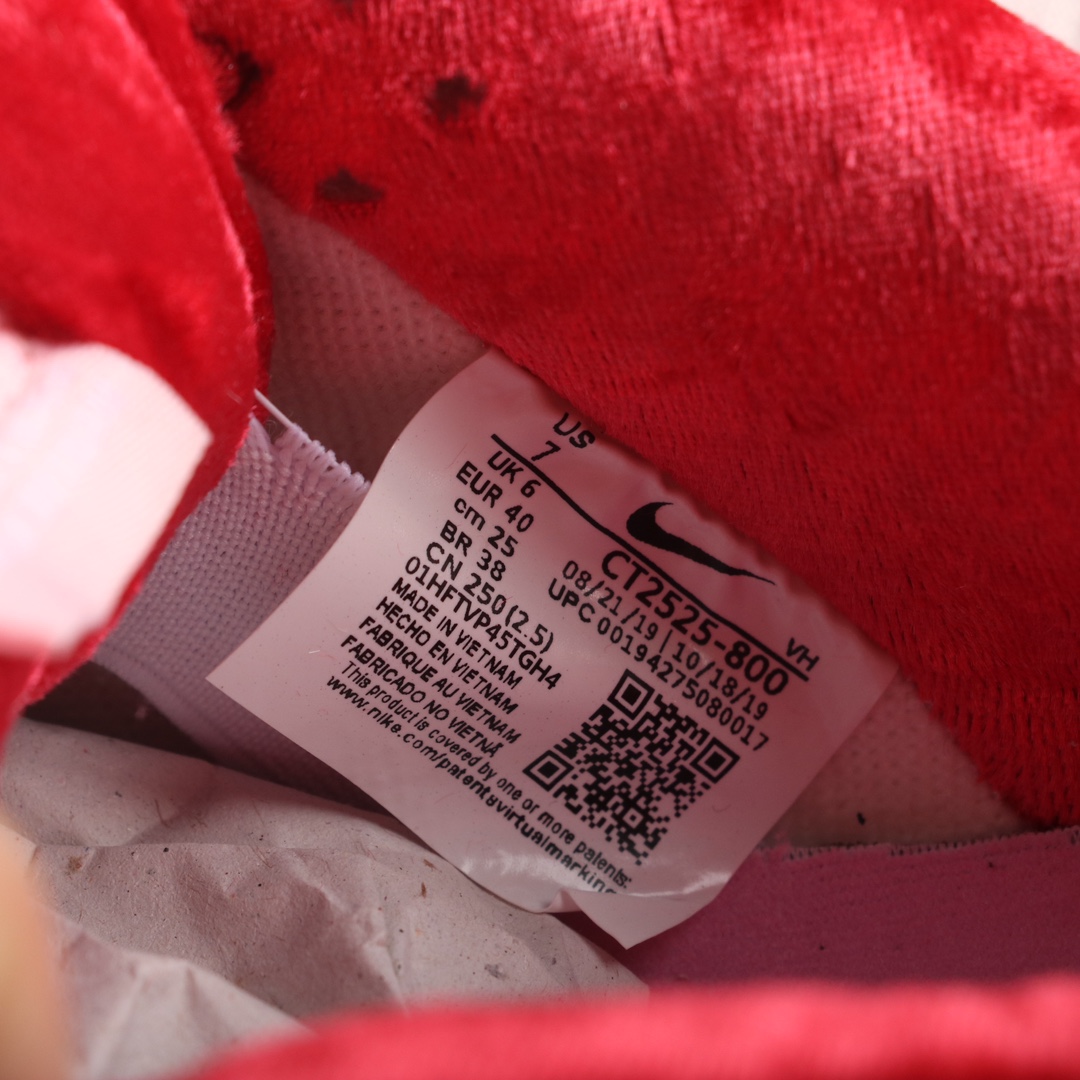 US
7
UK 6
EUR 40
cm 25
BR 38
CN 250(2.5)
01HFTVP45TGH4
MADE IN VIETNAM
HECHO EN VIETNAM
FABRIQUE AU VIETNAM
FABRICADO NO VIETNÃ
This product is covered by one or more patents:
www.nike.com/patents
virtualmarking
VH
CT2525-800
08/21/19 | 10/18/19
UPC 00194275080017